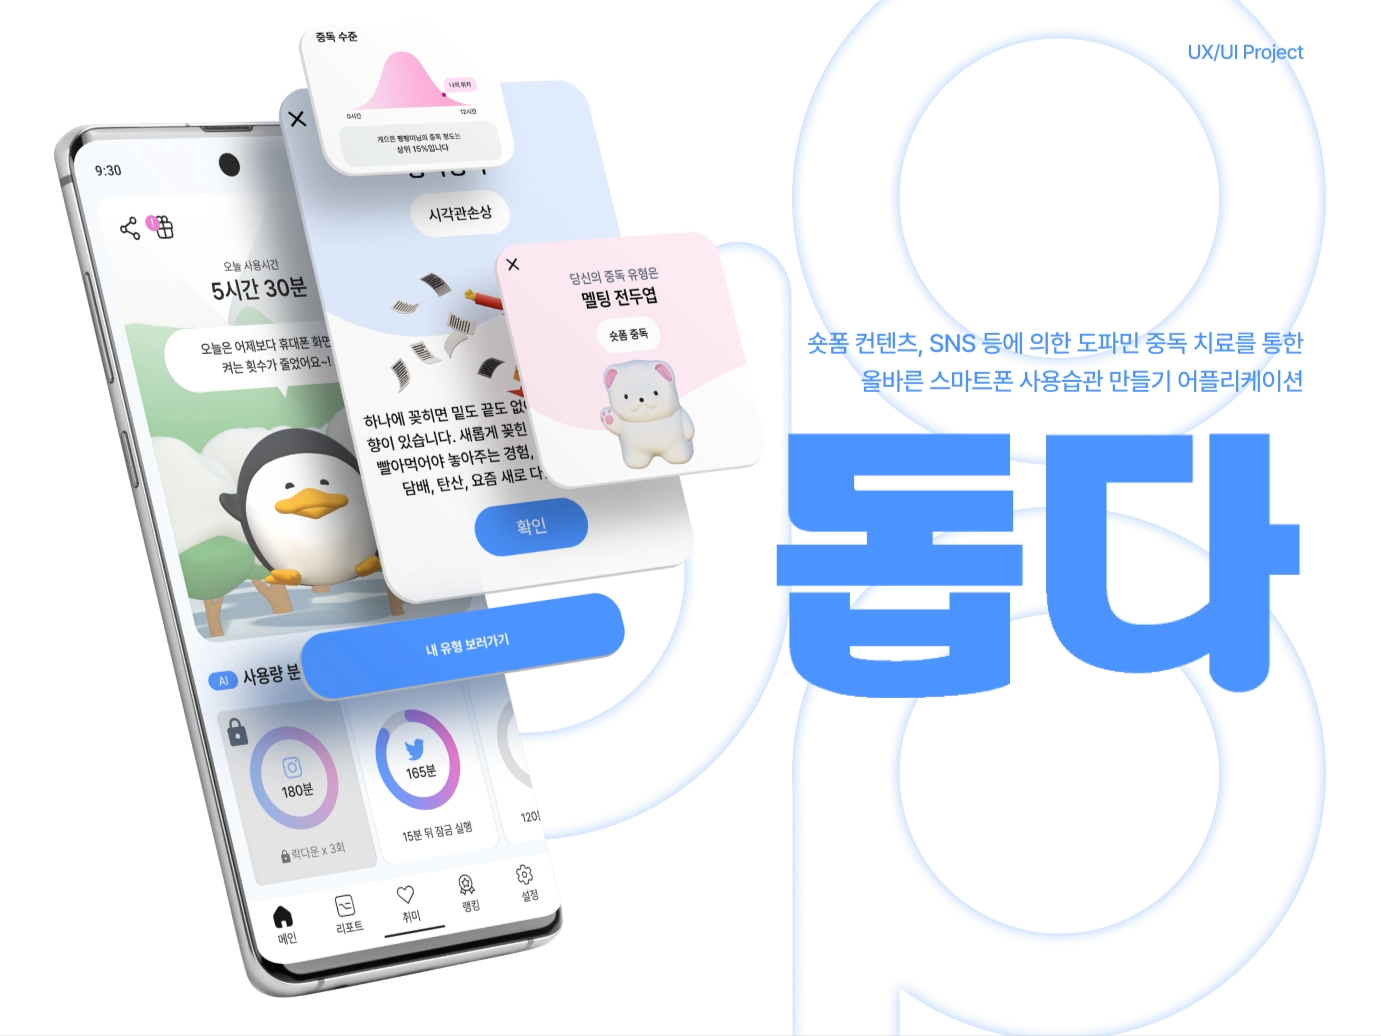 UX/UI Project
숏폼 컨텐츠, SNS 등에 의한 도파민 중독 치료를 통한
올바른 스마트폰 사용습관 만들기 어플리케이션
돕다
중독 수준
나의 위치
0시간
12시간
게으른 빵빵이님의 중독 정도는
상위 15%입니다
시각관손상
하나에 꽂히면 밑도 끝도 없
향이 있습니다. 새롭게 꽂힌
빨아먹어야 놓아주는 경험,
담배, 탄산, 요즘 새로 다
확인
당신의 중독 유형은
멜팅 전두엽
숏폼 중독
내 유형 보러가기
9:30
오늘 사용시간
5시간 30분
오늘은 어제보다 휴대폰 화면
켜는 횟수가 줄었어요~!
AI 사용량 분
180분
락다운 x 3회
165분
15분 뒤 잠금 실행
메인
리포트
취미
랭킹
설정